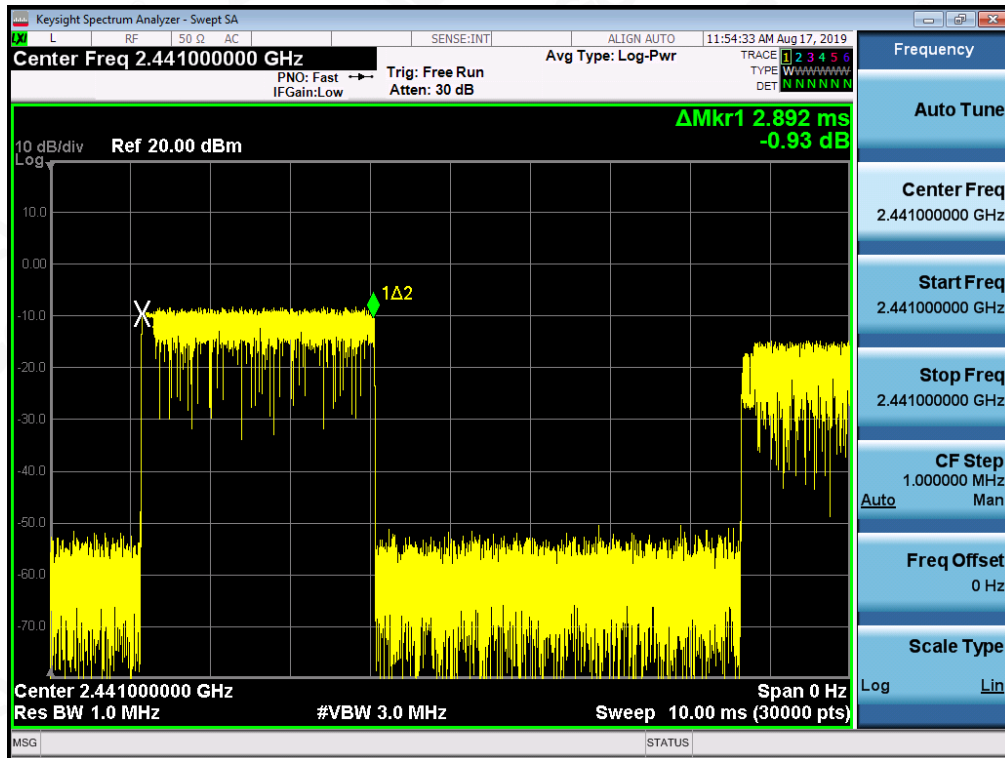 Keysight Spectrum Analyzer - Swept SA
LXI L RF 50 Ω AC SENSE:INT ALIGN AUTO 11:54:33 AM Aug 17, 2019
Center Freq 2.441000000 GHz
PNO: Fast
IFGain:Low
Trig: Free Run
Atten: 30 dB
Avg Type: Log-Pwr
TRACE 1 2 3 4 5 6
TYPE WWWWWW
DET N N N N N N
ΔMkr1 2.892 ms
-0.93 dB
10 dB/div Ref 20.00 dBm
Log
10.0
0.00
-10.0
-20.0
-30.0
-40.0
-50.0
-60.0
-70.0
X
1Δ2
Center 2.441000000 GHz Span 0 Hz
Res BW 1.0 MHz #VBW 3.0 MHz Sweep 10.00 ms (30000 pts)
MSG STATUS
Frequency
Auto Tune
Center Freq
2.441000000 GHz
Start Freq
2.441000000 GHz
Stop Freq
2.441000000 GHz
CF Step
1.000000 MHz
Auto Man
Freq Offset
0 Hz
Scale Type
Log Lin